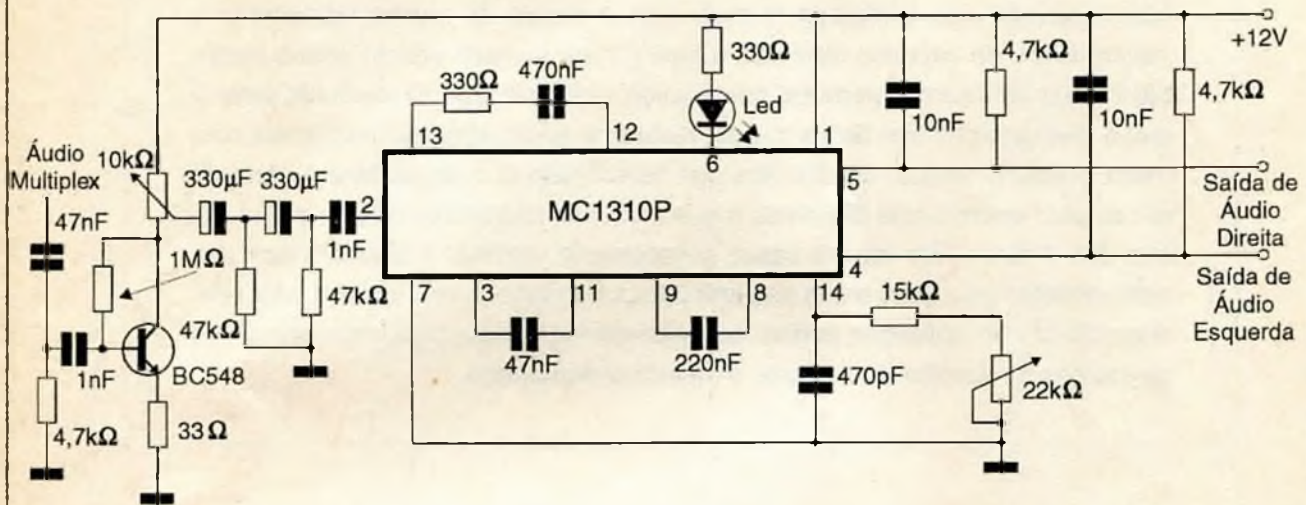 +12V
330Ω
4,7kΩ
330Ω
470nF
4,7kΩ
Led
10nF
10nF
13
12
6
1
Áudio
Multiplex
10kΩ
330µF
330µF
5
Saída de
Áudio
Direita
47nF
2
MC1310P
1nF
1MΩ
4
Saída de
Áudio
Esquerda
47kΩ
7
3
11
9
8
14
15kΩ
47kΩ
47nF
220nF
1nF
BC548
470pF
22kΩ
4,7kΩ
33Ω